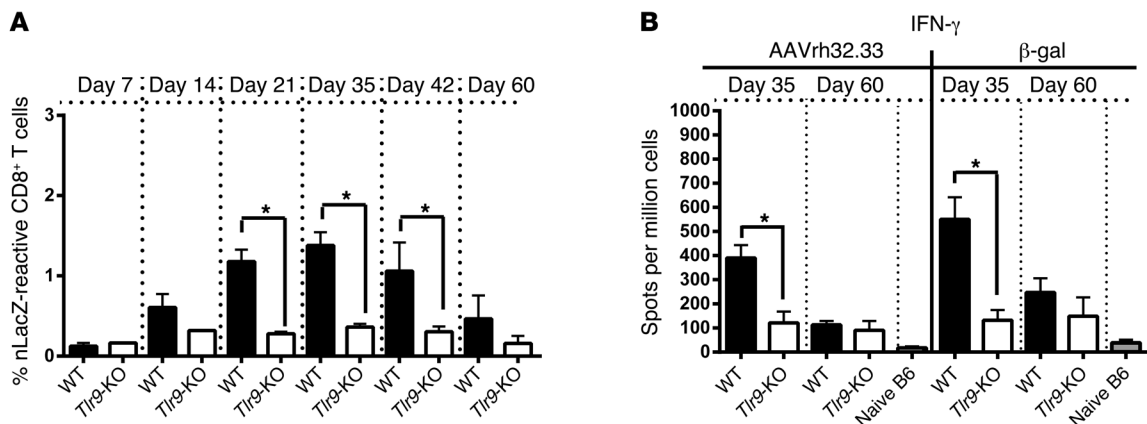 A
Day 7 Day 14 Day 21 Day 35 Day 42 Day 60
% nLacZ-reactive CD8⁺ T cells
3
2
1
0
* * *
WT Tlr9-KO WT Tlr9-KO WT Tlr9-KO WT Tlr9-KO WT Tlr9-KO WT Tlr9-KO
B
IFN-γ
AAVrh32.33 β-gal
Day 35 Day 60 Day 35 Day 60
Spots per million cells
1000
900
800
700
600
500
400
300
200
100
0
* *
WT Tlr9-KO WT Tlr9-KO Naive B6 WT Tlr9-KO WT Tlr9-KO Naive B6